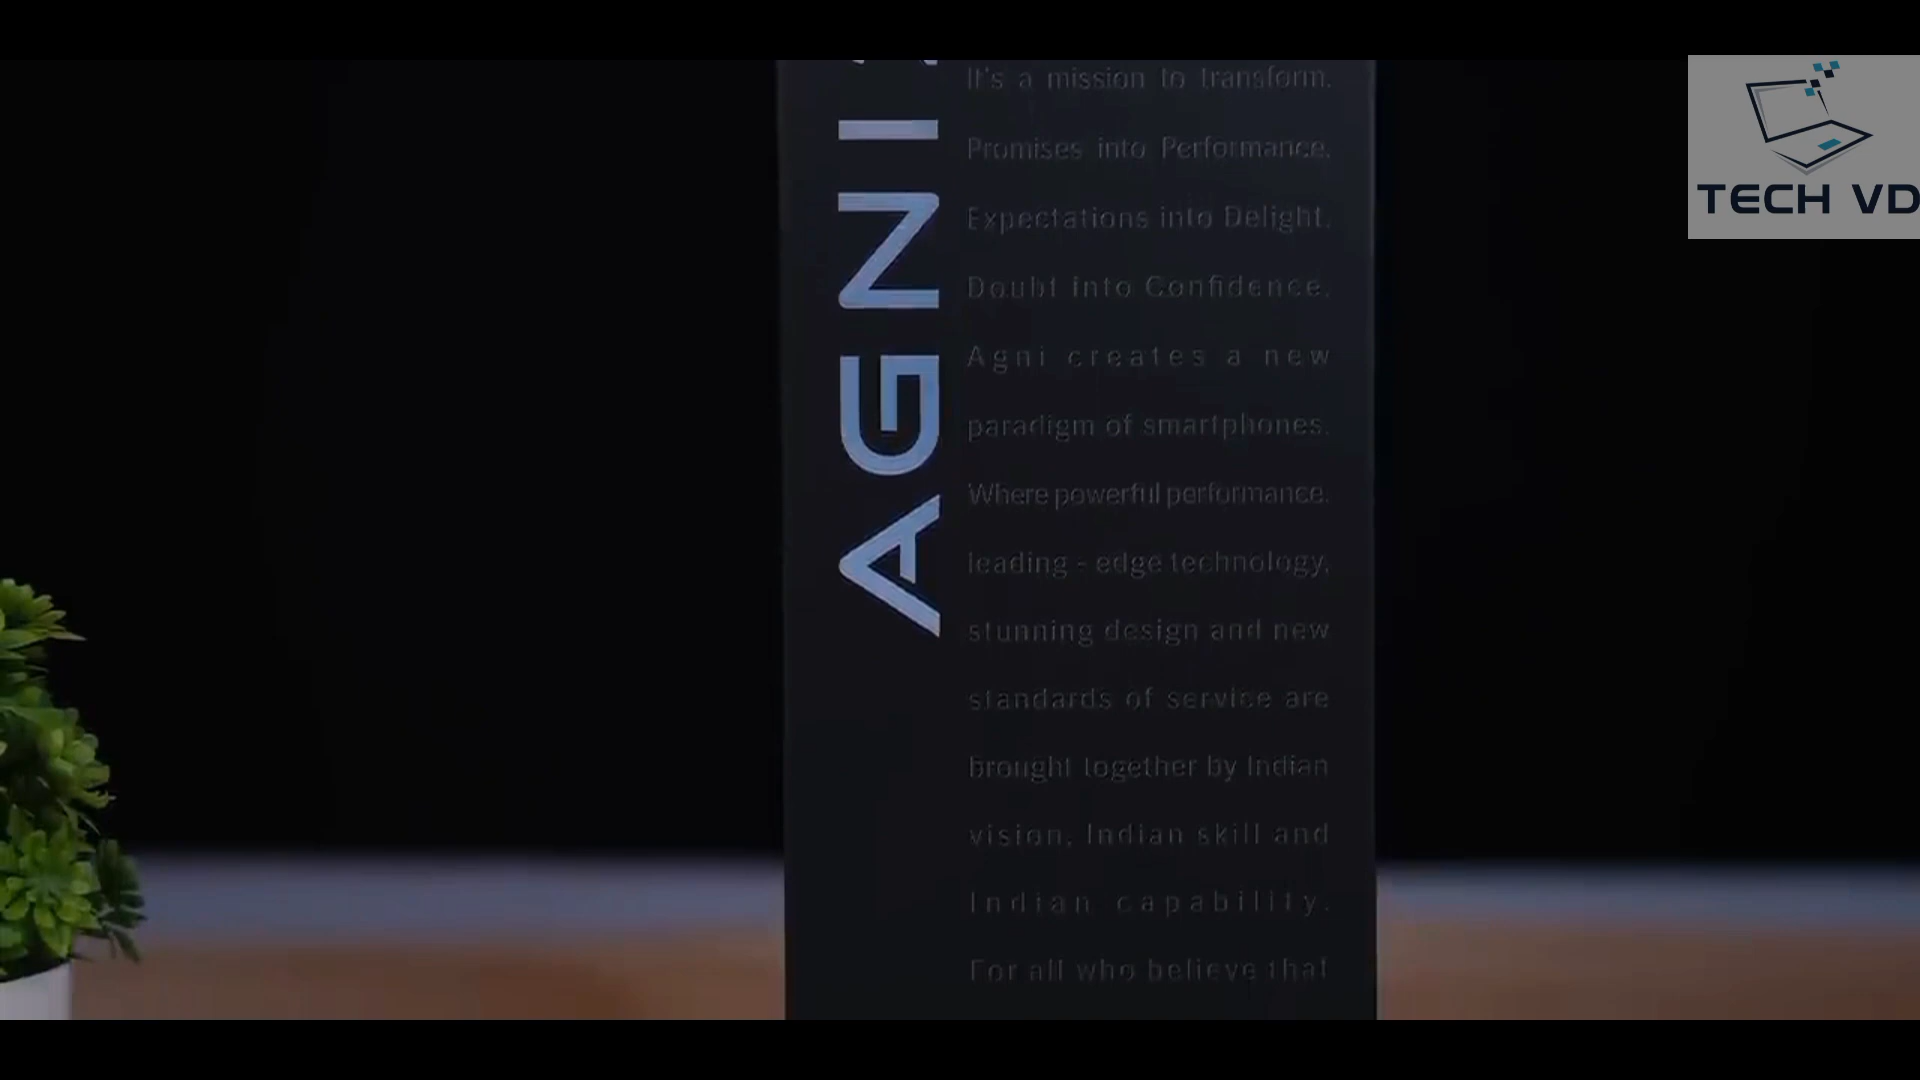 AGNI
It's a mission to transform.
Promises into Performance.
Expectations into Delight.
Doubt into Confidence.
Agni creates a new
paradigm of smartphones.
Where powerful performance,
leading - edge technology,
stunning design and new
standards of service are
brought together by Indian
vision, Indian skill and
Indian capability.
For all who believe that
TECH VD